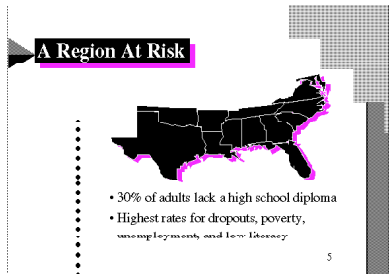 A Region At Risk
• 30% of adults lack a high school diploma
• Highest rates for dropouts, poverty,
unemployment, and low literacy
5